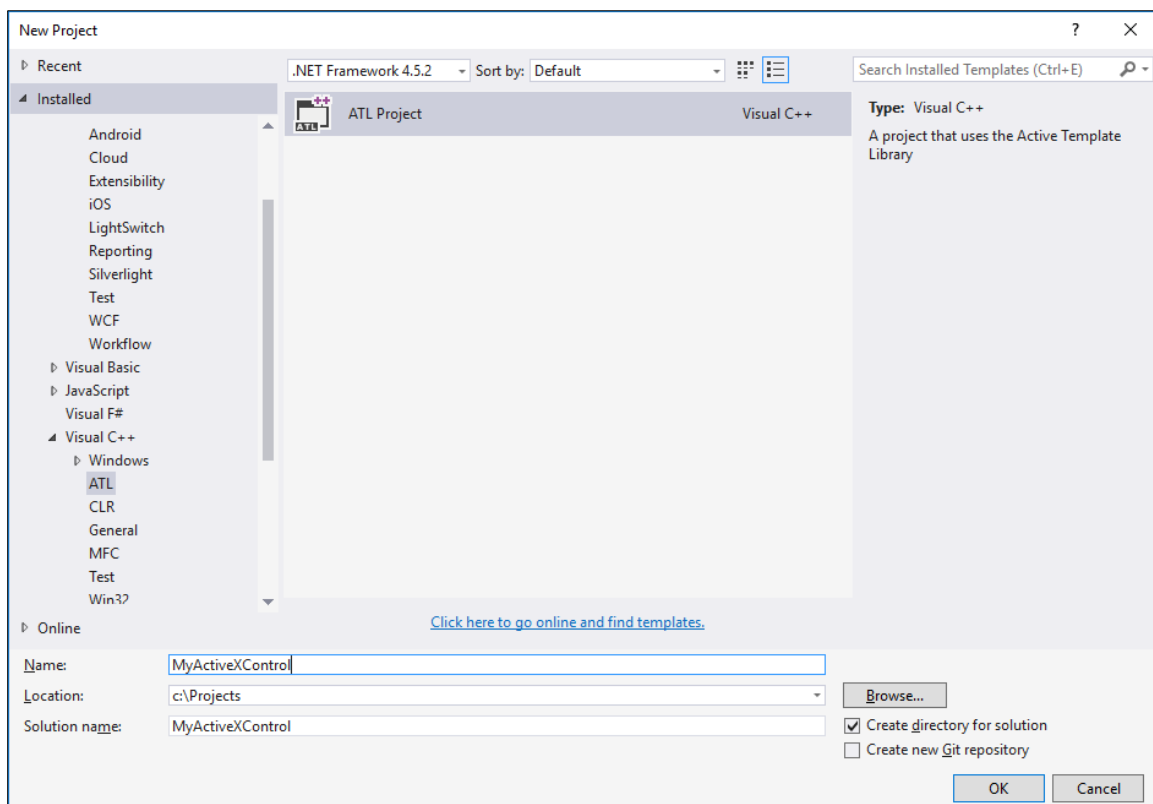 New Project
?
Recent
.NET Framework 4.5.2
Sort by: Default
Search Installed Templates (Ctrl+E)
Installed
Android
Cloud
Extensibility
iOS
LightSwitch
Reporting
Silverlight
Test
WCF
Workflow
Visual Basic
JavaScript
Visual F#
Visual C++
Windows
ATL
CLR
General
MFC
Test
Win32
Online
ATL
ATL Project
Visual C++
Type: Visual C++
A project that uses the Active Template
Library
Click here to go online and find templates.
Name:
MyActiveXControl
Location:
c:\Projects
Browse...
Solution name:
MyActiveXControl
Create directory for solution
Create new Git repository
OK
Cancel